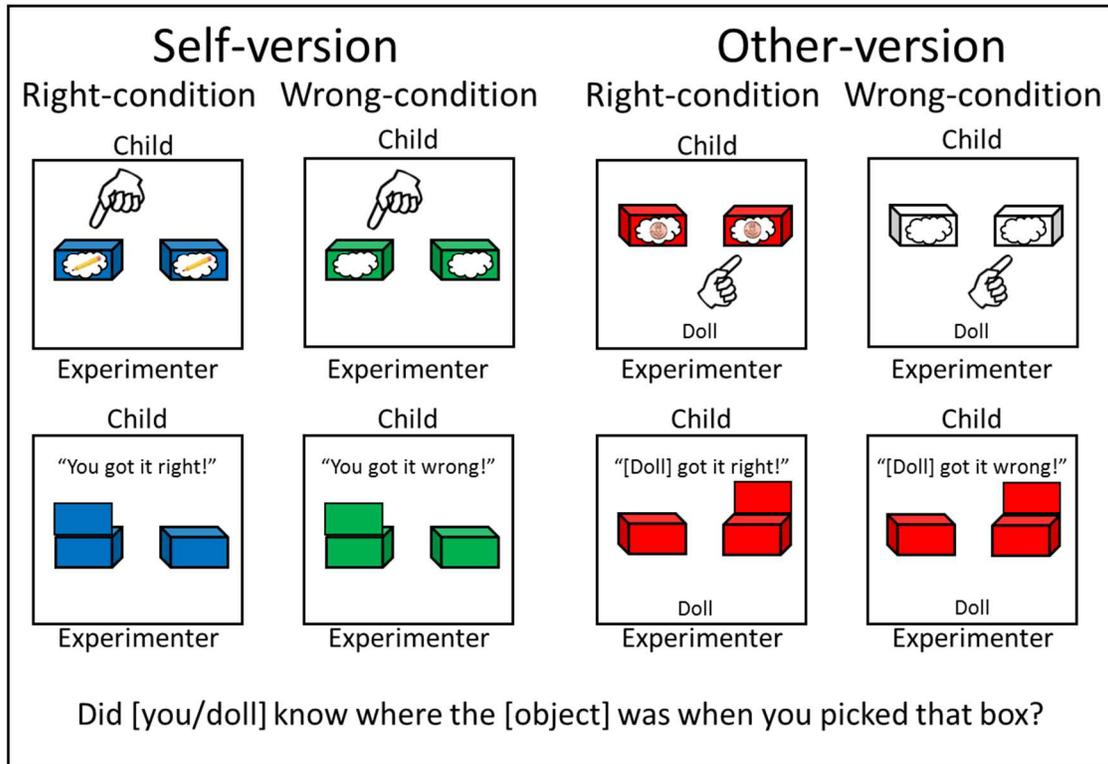 Self-version
Other-version
Right-condition
Wrong-condition
Right-condition
Wrong-condition
Child
Child
Child
Child
Doll
Doll
Experimenter
Experimenter
Experimenter
Experimenter
Child
Child
Child
Child
“You got it right!”
“You got it wrong!”
“[Doll] got it right!”
“[Doll] got it wrong!”
Doll
Doll
Experimenter
Experimenter
Experimenter
Experimenter
Did [you/doll] know where the [object] was when you picked that box?